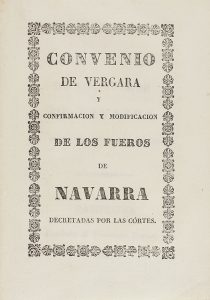 CONVENIO
DE VERGARA
Y
CONFIRMACION Y MODIFICACION
DE LOS FUEROS
DE
NAVARRA
DECRETADAS POR LAS CÓRTES.